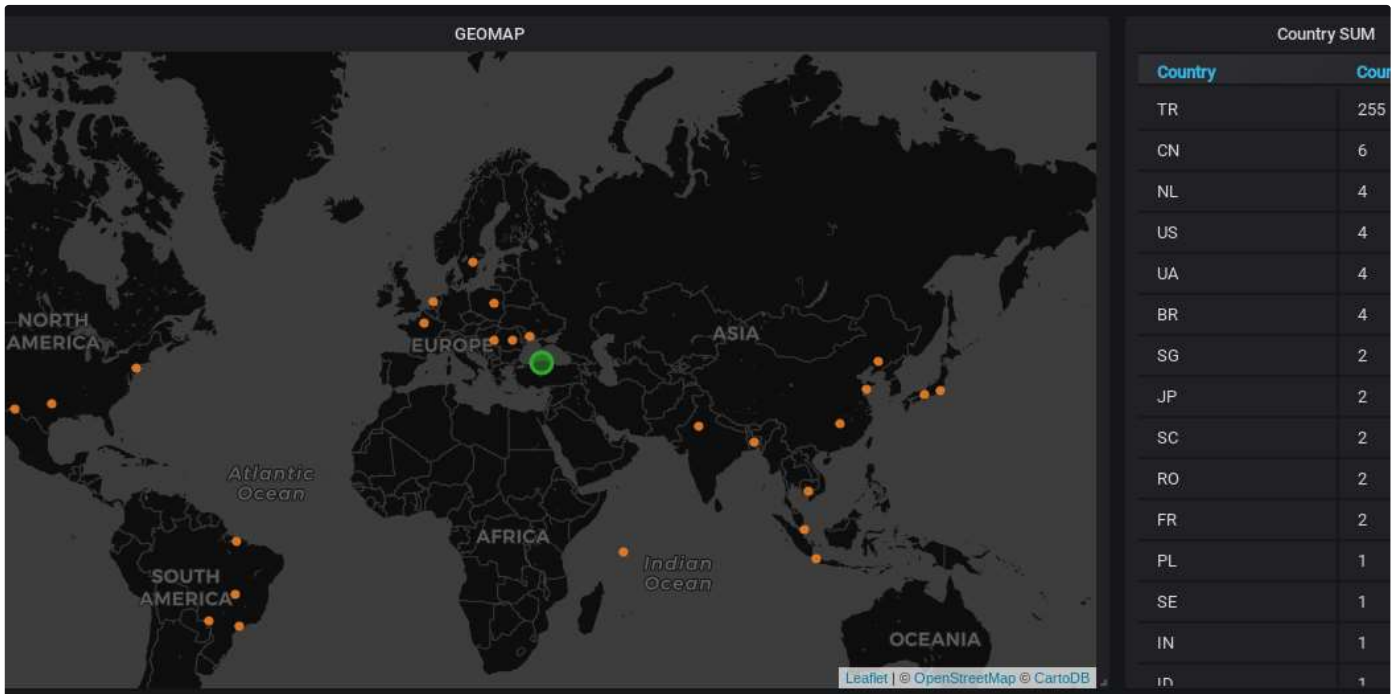 GEOMAP
NORTH
AMERICA
EUROPE
ASIA
Atlantic
Ocean
AFRICA
Indian
Ocean
SOUTH
AMERICA
OCEANIA
Leaflet | © OpenStreetMap © CartoDB
Country SUM
Country Cour
TR 255
CN 6
NL 4
US 4
UA 4
BR 4
SG 2
JP 2
SC 2
RO 2
FR 2
PL 1
SE 1
IN 1
ID 1